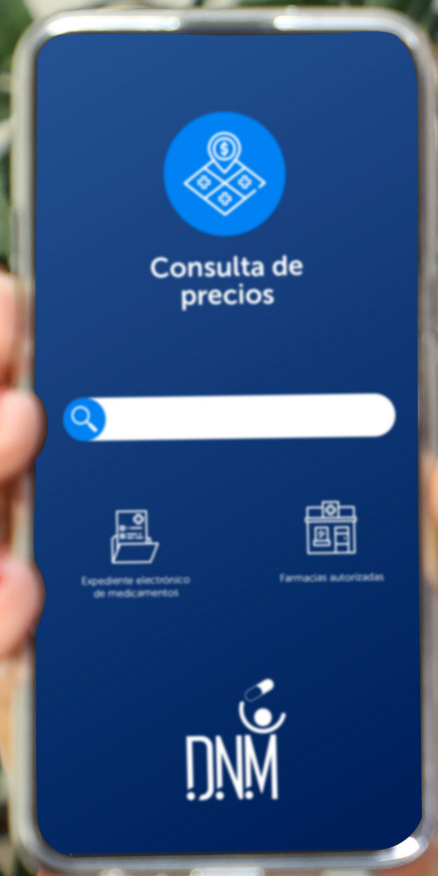 $
Consulta de
precios
Expediente electrónico
de medicamentos
Farmacias autorizadas
DNM